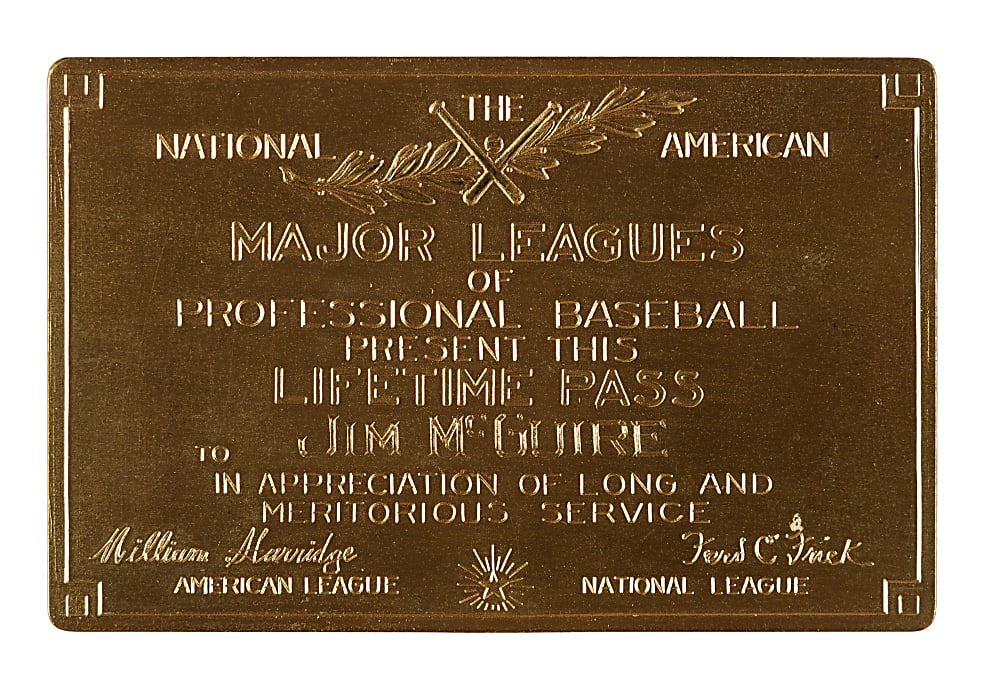 THE
NATIONAL AMERICAN
MAJOR LEAGUES
OF
PROFESSIONAL BASEBALL
PRESENT THIS
LIFETIME PASS
TO JIM McGUIRE
IN APPRECIATION OF LONG AND
MERITORIOUS SERVICE
William Harridge Ford C Frick
AMERICAN LEAGUE NATIONAL LEAGUE